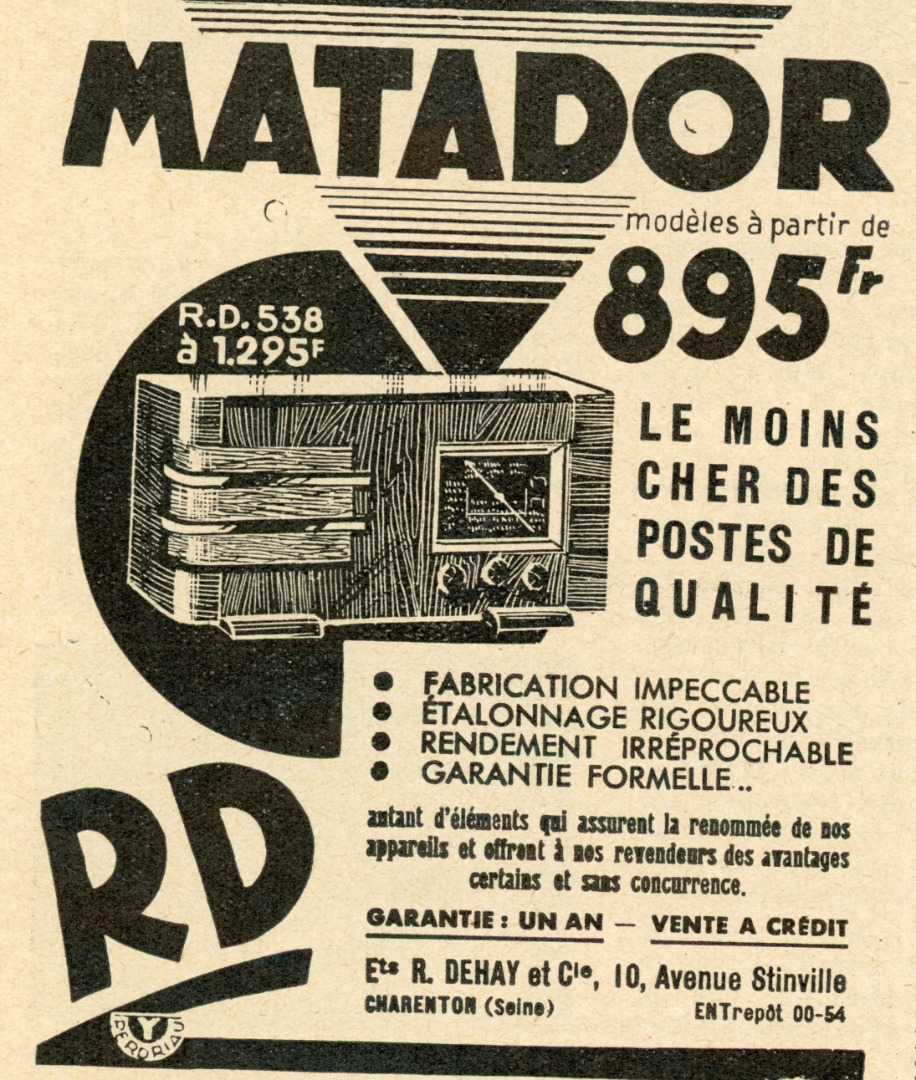 MATADOR
modèles à partir de
895Fr
R.D. 538
à 1.295F
LE MOINS
CHER DES
POSTES DE
QUALITÉ
● FABRICATION IMPECCABLE
● ÉTALONNAGE RIGOUREUX
● RENDEMENT IRRÉPROCHABLE
● GARANTIE FORMELLE...
autant d'éléments qui assurent la renommée de nos
appareils et offrent à nos revendeurs des avantages
certains et sans concurrence.
GARANTIE : UN AN — VENTE A CRÉDIT
Ets R. DEHAY et Cie, 10, Avenue Stinville
CHARENTON (Seine) ENTrepôt 00-54
RD
Y
PERDRIAU